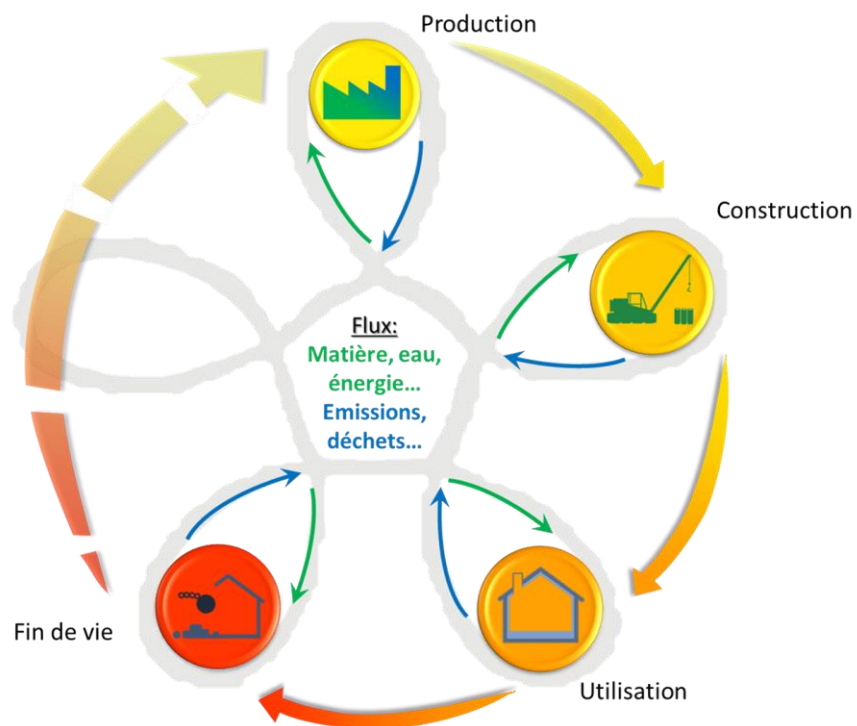 Production
Construction
Flux:
Matière, eau,
énergie...
Emissions,
déchets...
Fin de vie
Utilisation